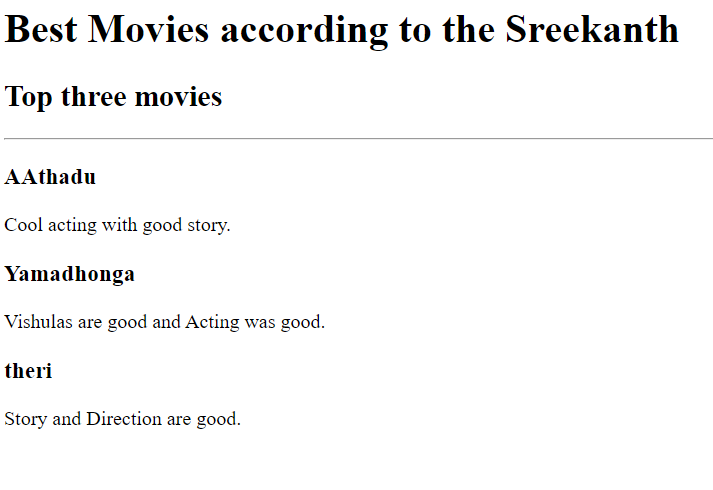 Best Movies according to the Sreekanth
Top three movies
AAthadu
Cool acting with good story.
Yamadhonga
Vishulas are good and Acting was good.
theri
Story and Direction are good.